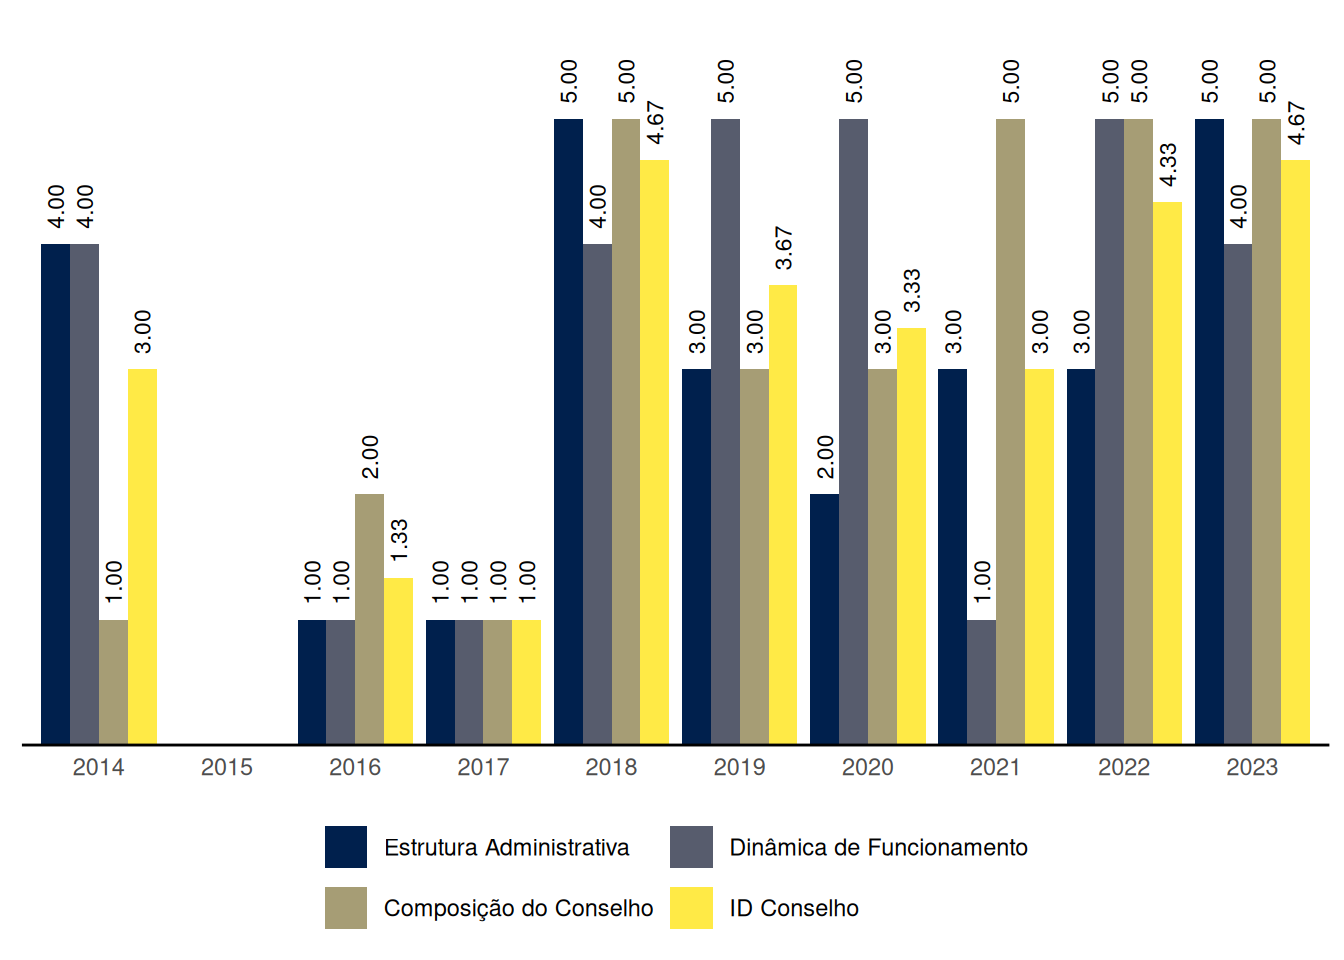 4.00 4.00 1.00 3.00
1.00 1.00 2.00 1.33
1.00 1.00 1.00 1.00
5.00 4.00 5.00 4.67
3.00 5.00 3.00 3.67
2.00 5.00 3.00 3.33
3.00 1.00 5.00 3.00
3.00 5.00 5.00 4.33
5.00 4.00 5.00 4.67
2014 2015 2016 2017 2018 2019 2020 2021 2022 2023
Estrutura Administrativa Dinâmica de Funcionamento
Composição do Conselho ID Conselho